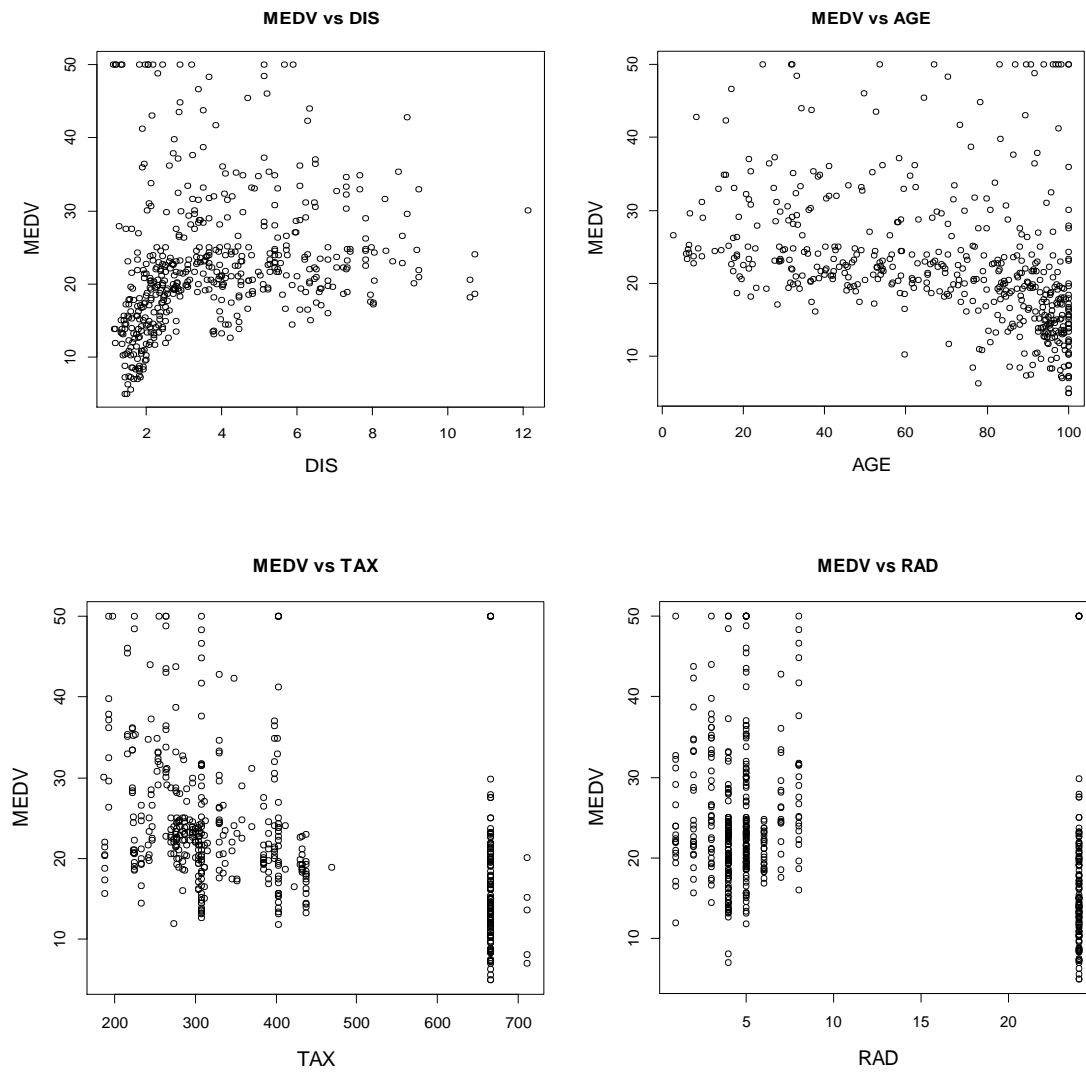 MEDV vs DIS
MEDV
50
40
30
20
10
2 4 6 8 10 12
DIS
MEDV vs AGE
MEDV
50
40
30
20
10
0 20 40 60 80 100
AGE
MEDV vs TAX
MEDV
50
40
30
20
10
200 300 400 500 600 700
TAX
MEDV vs RAD
MEDV
50
40
30
20
10
5 10 15 20
RAD